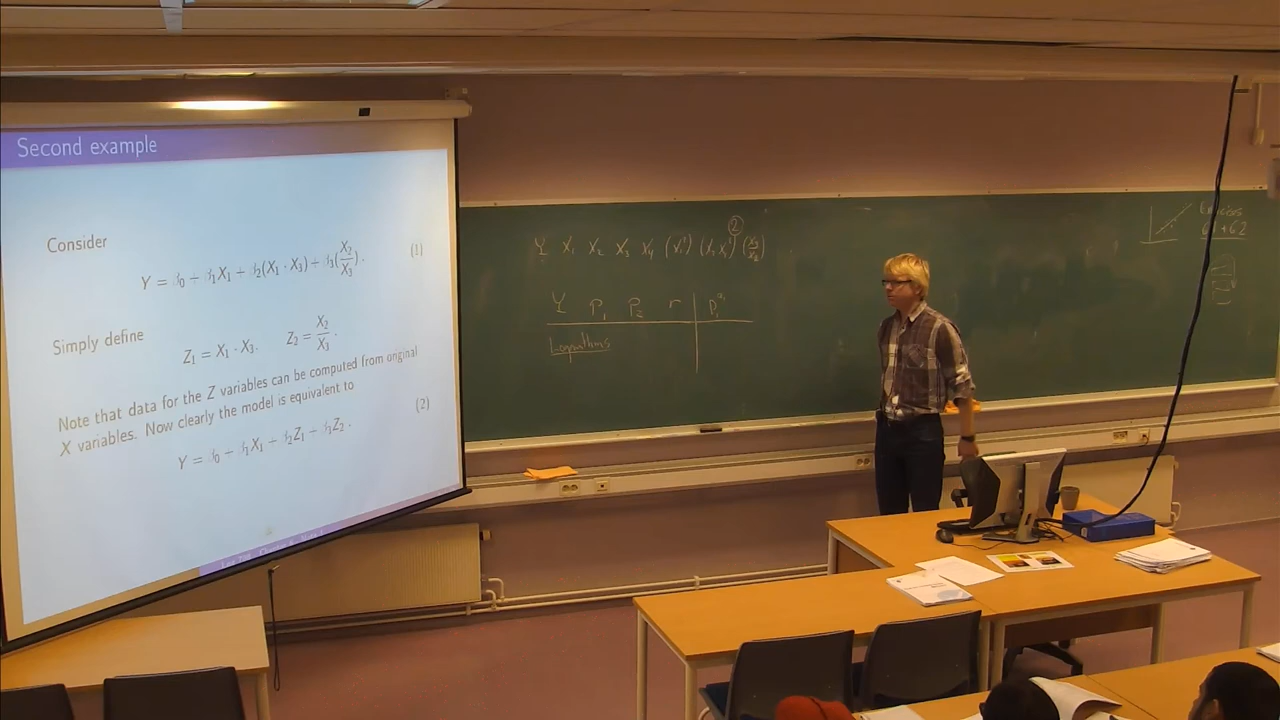 Second example
Consider
Y = β₀ + β₁X₁ + β₂(X₁ · X₃) + β₃(X₂/X₃). (1)
Simply define
Z₁ = X₁ · X₃. Z₂ = X₂/X₃.
Note that data for the Z variables can be computed from original
X variables. Now clearly the model is equivalent to
Y = β₀ + β₁X₁ + β₂Z₁ + β₃Z₂. (2)
②
Y X₁ X₂ X₃ X₄
Y P₁ P₂ r
Logarithms
Exercises